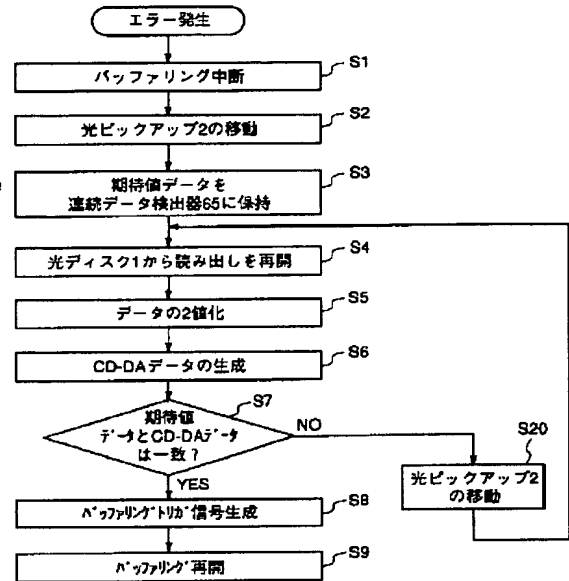 エラー発生
バッファリング中断
S1
光ピックアップ2の移動
S2
期待値データを
連続データ検出器65に保持
S3
光ディスク1から読み出しを再開
S4
データの2値化
S5
CD-DAデータの生成
S6
期待値
データとCD-DAデータ
は一致?
S7
NO
YES
光ピックアップ2
の移動
S20
バッファリングトリガ信号生成
S8
バッファリング再開
S9